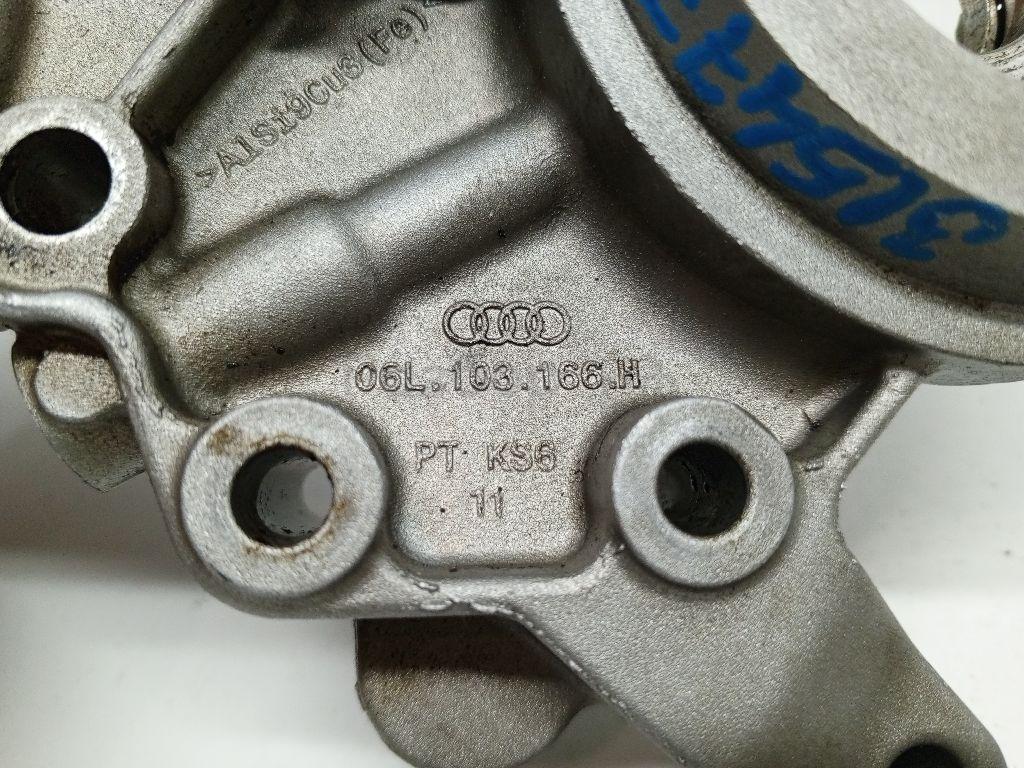 >AlSi9Cu3(Fe)
06L.103.166.H
PT KS6
11